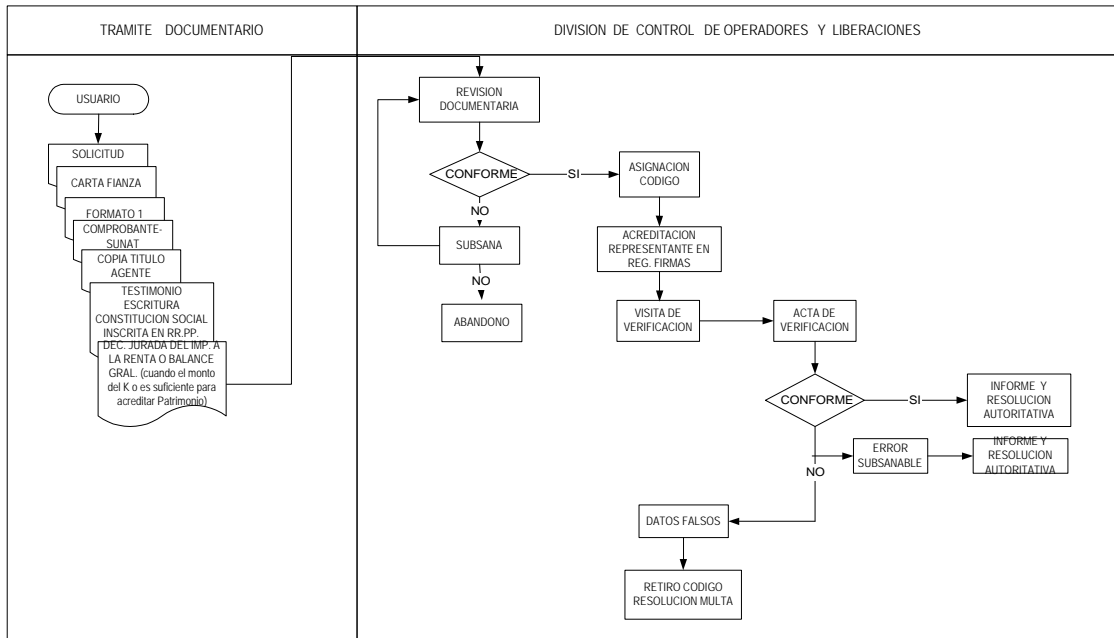 TRAMITE DOCUMENTARIO
DIVISION DE CONTROL DE OPERADORES Y LIBERACIONES
USUARIO
SOLICITUD
CARTA FIANZA
FORMATO 1
COMPROBANTE-
SUNAT
COPIA TITULO
AGENTE
TESTIMONIO
ESCRITURA
CONSTITUCION SOCIAL
INSCRITA EN RR.PP.
DEC. JURADA DEL IMP. A
LA RENTA O BALANCE
GRAL. (cuando el monto
del K o es suficiente para
acreditar Patrimonio)
REVISION
DOCUMENTARIA
CONFORME
SI
ASIGNACION
CODIGO
NO
SUBSANA
NO
ABANDONO
ACREDITACION
REPRESENTANTE EN
REG. FIRMAS
VISITA DE
VERIFICACION
ACTA DE
VERIFICACION
CONFORME
SI
INFORME Y
RESOLUCION
AUTORITATIVA
NO
ERROR
SUBSANABLE
INFORME Y
RESOLUCION
AUTORITATIVA
DATOS FALSOS
RETIRO CODIGO
RESOLUCION MULTA